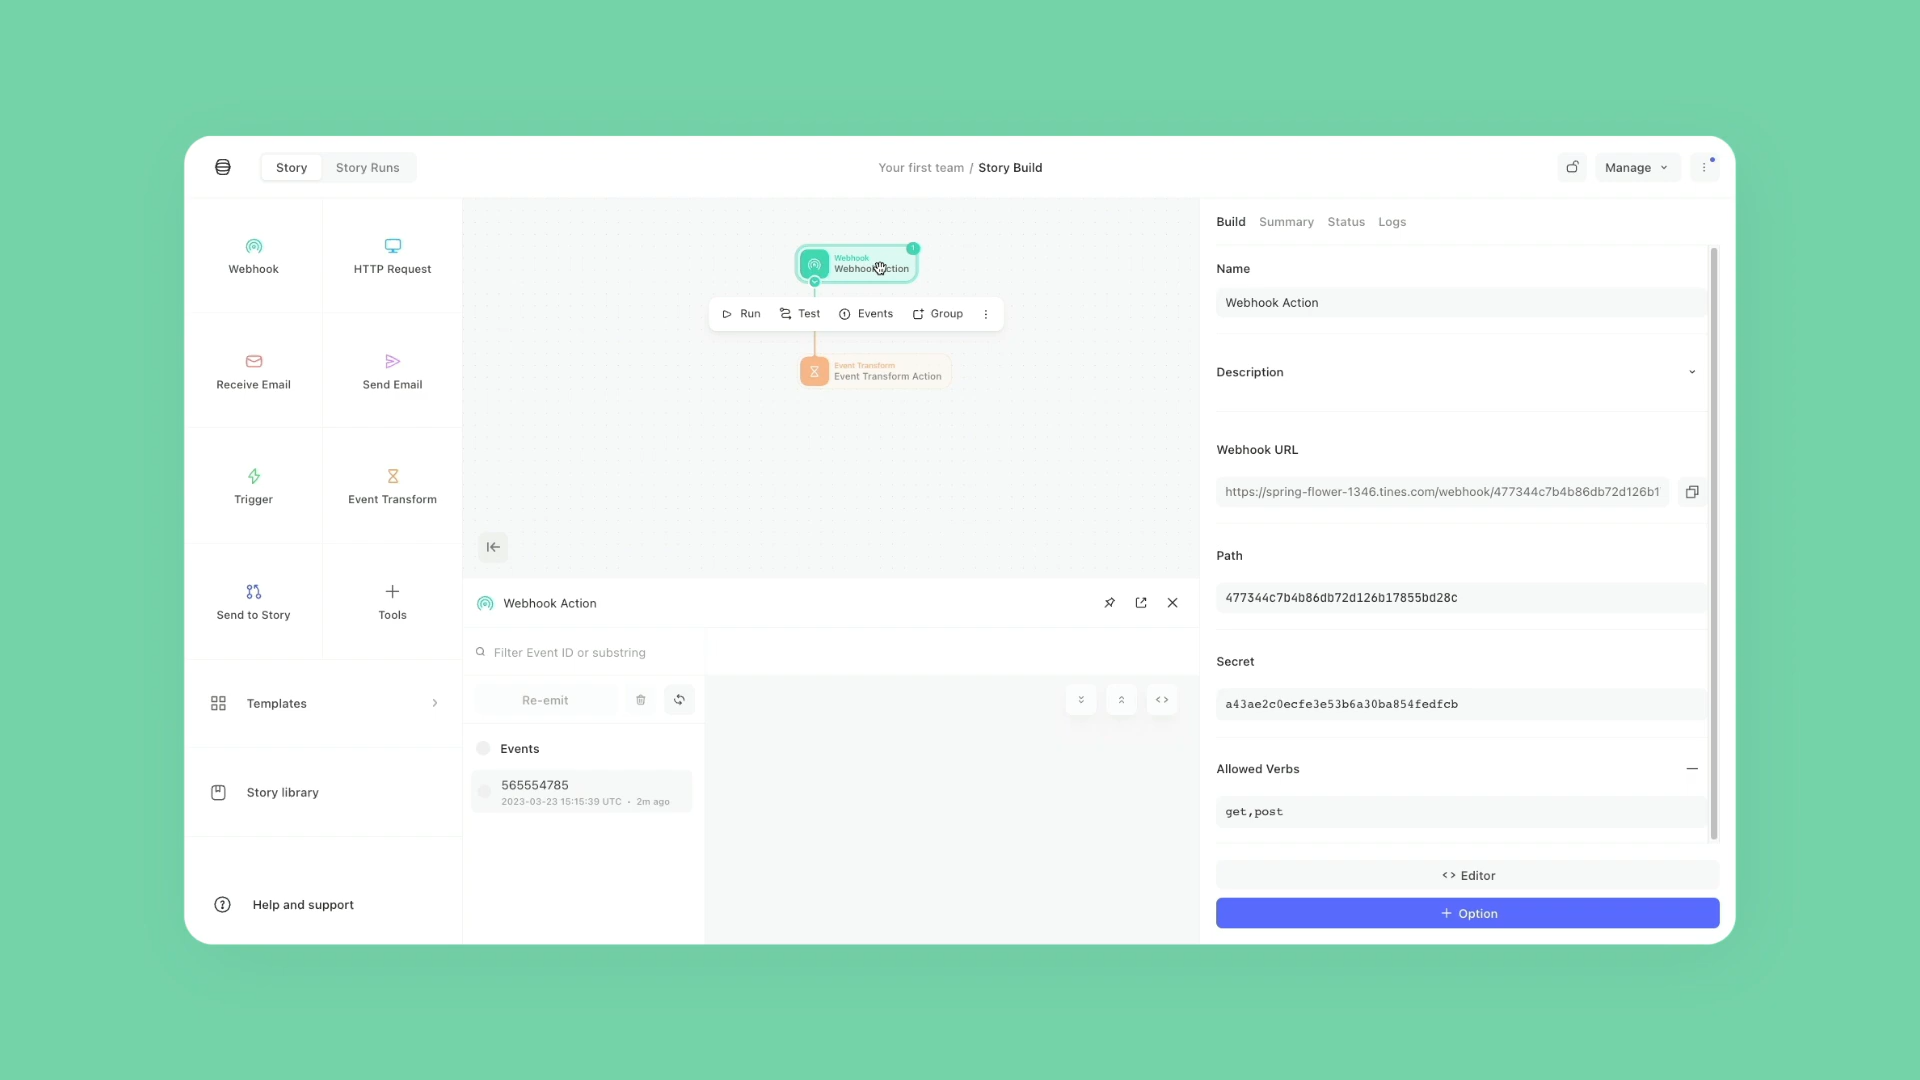 Story
Story Runs
Your first team / Story Build
Manage
Webhook
HTTP Request
Receive Email
Send Email
Trigger
Event Transform
Send to Story
Tools
Templates
Story library
Help and support
1
Webhook
Webhook Action
Run
Test
Events
Group
Event Transform
Event Transform Action
Webhook Action
Filter Event ID or substring
Re-emit
Events
565554785
2023-03-23 15:15:39 UTC • 2m ago
Build
Summary
Status
Logs
Name
Webhook Action
Description
Webhook URL
https://spring-flower-1346.tines.com/webhook/477344c7b4b86db72d126b1
Path
477344c7b4b86db72d126b17855bd28c
Secret
a43ae2c0ecfe3e53b6a30ba854fedfcb
Allowed Verbs
get,post
<> Editor
+ Option